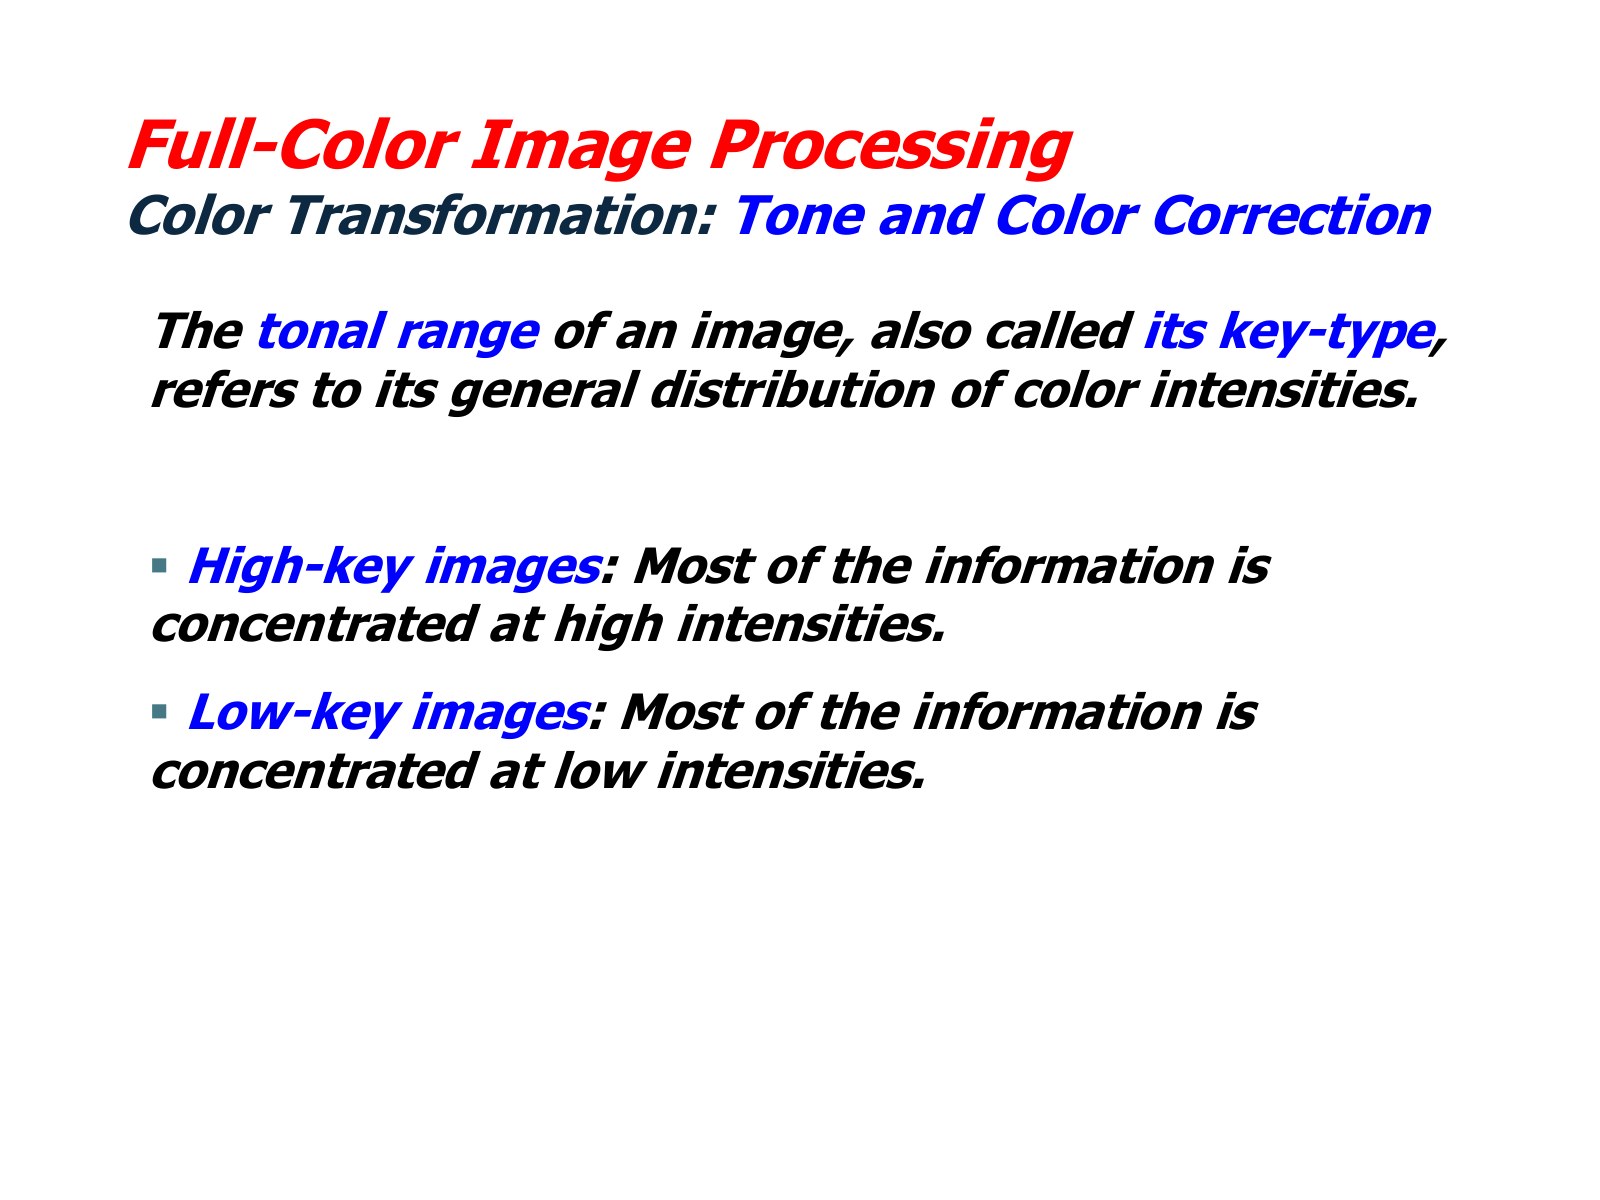 Full-Color Image Processing
Color Transformation: Tone and Color Correction
The tonal range of an image, also called its key-type,
refers to its general distribution of color intensities.
▪ High-key images: Most of the information is
concentrated at high intensities.
▪ Low-key images: Most of the information is
concentrated at low intensities.